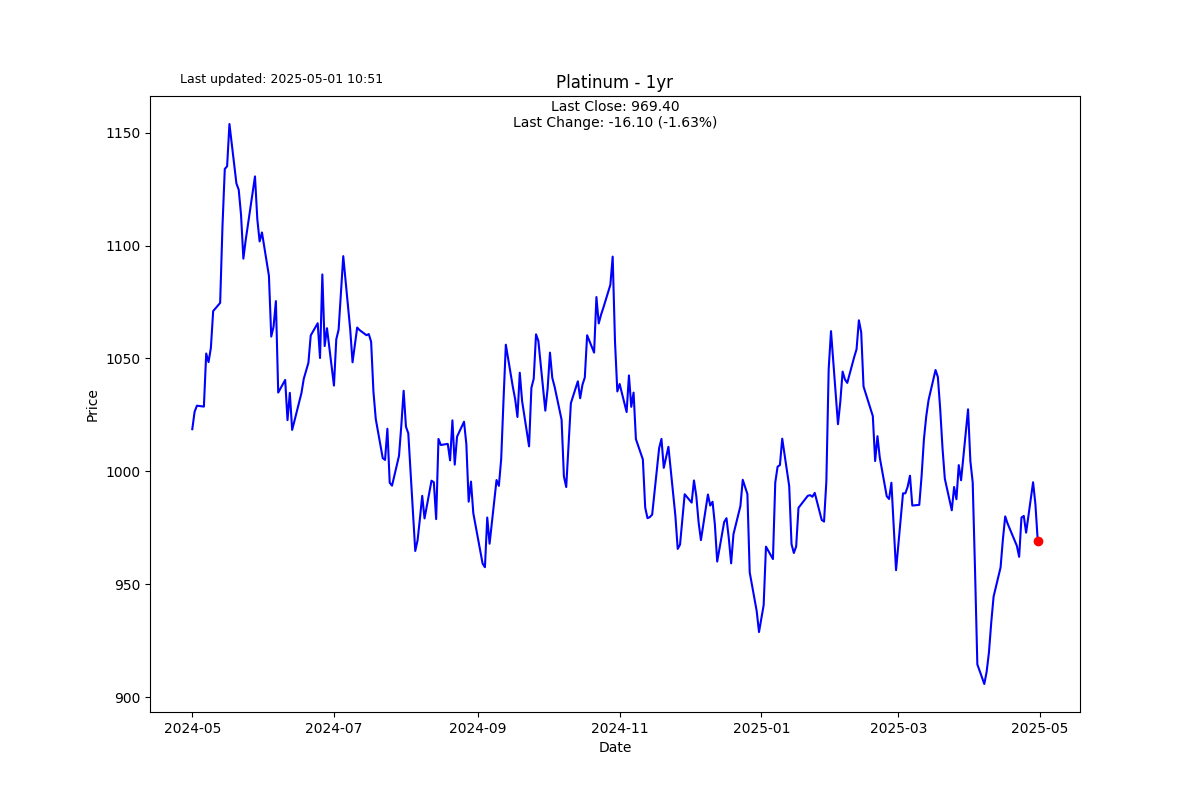 Last updated: 2025-05-01 10:51
Platinum - 1yr
Last Close: 969.40
Last Change: -16.10 (-1.63%)
1150
1100
1050
1000
950
900
Price
2024-05
2024-07
2024-09
2024-11
2025-01
2025-03
2025-05
Date